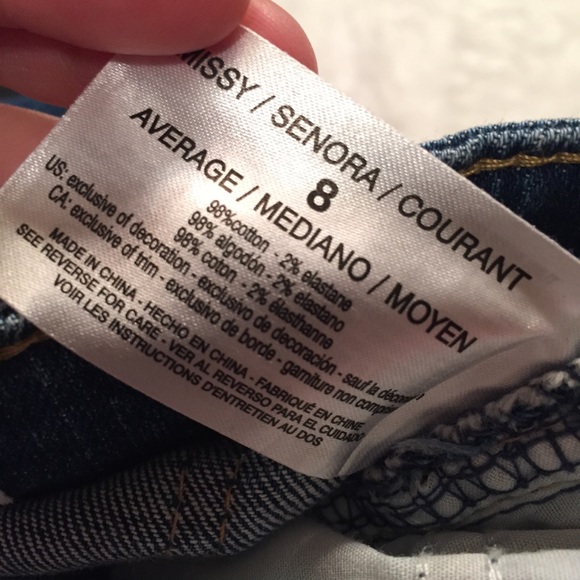 MISSY / SENORA / COURANT
8
AVERAGE / MEDIANO / MOYEN
98%cotton - 2% elastane
98% algodón - 2% elastano
98% coton - 2% élasthanne
US: exclusive of decoration - exclusivo de decoración - sauf la décor
CA: exclusive of trim - exclusivo de borde - garniture non comp
MADE IN CHINA - HECHO EN CHINA - FABRIQUÉ EN CHINE
SEE REVERSE FOR CARE - VER AL REVERSO PARA EL CUIDADO
VOIR LES INSTRUCTIONS D'ENTRETIEN AU DOS